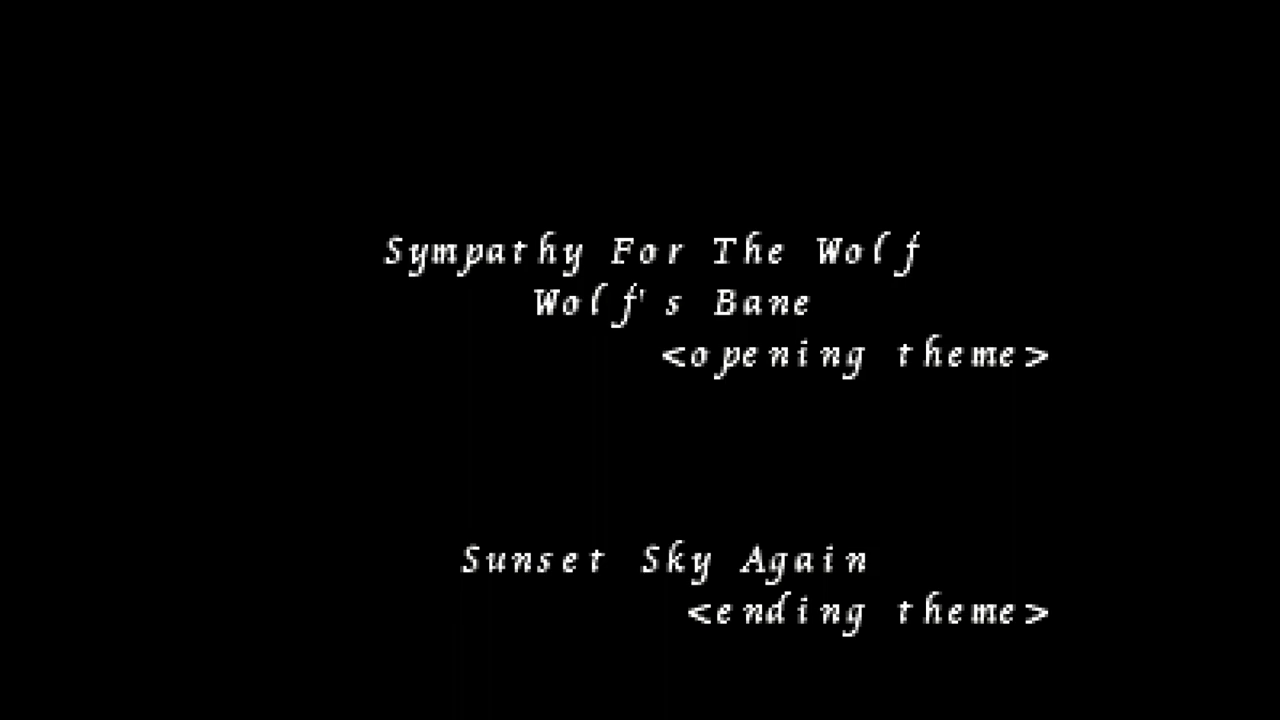 Sympathy For The Wolf
Wolf's Bane
<opening theme>
Sunset Sky Again
<ending theme>